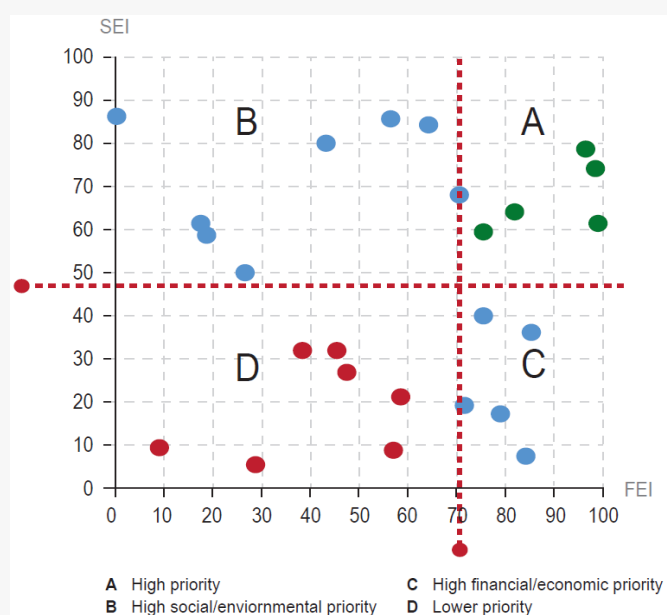 SEI
100
90
B
A
80
70
60
50
40
30
D
C
20
10
0
FEI
0 10 20 30 40 50 60 70 80 90 100
A High priority
C High financial/economic priority
B High social/enviornmental priority
D Lower priority